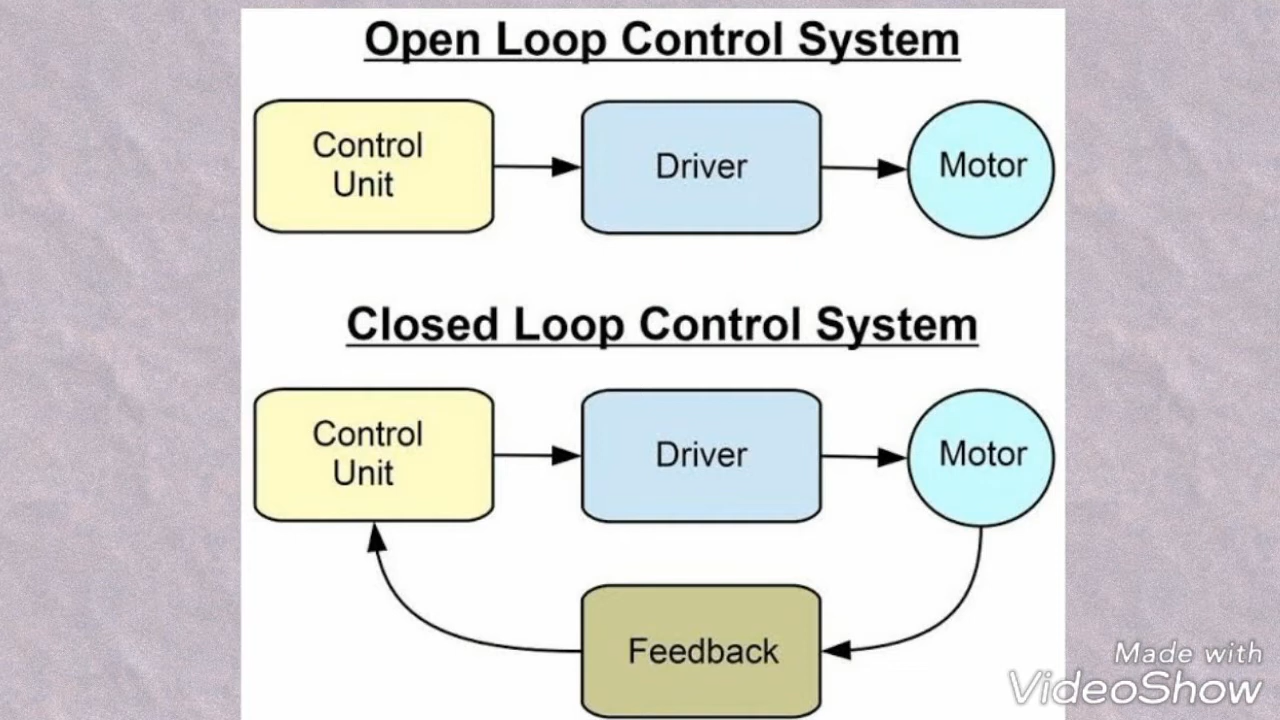 Open Loop Control System
Control
Unit
Driver
Motor
Closed Loop Control System
Control
Unit
Driver
Motor
Feedback
Made with
VideoShow